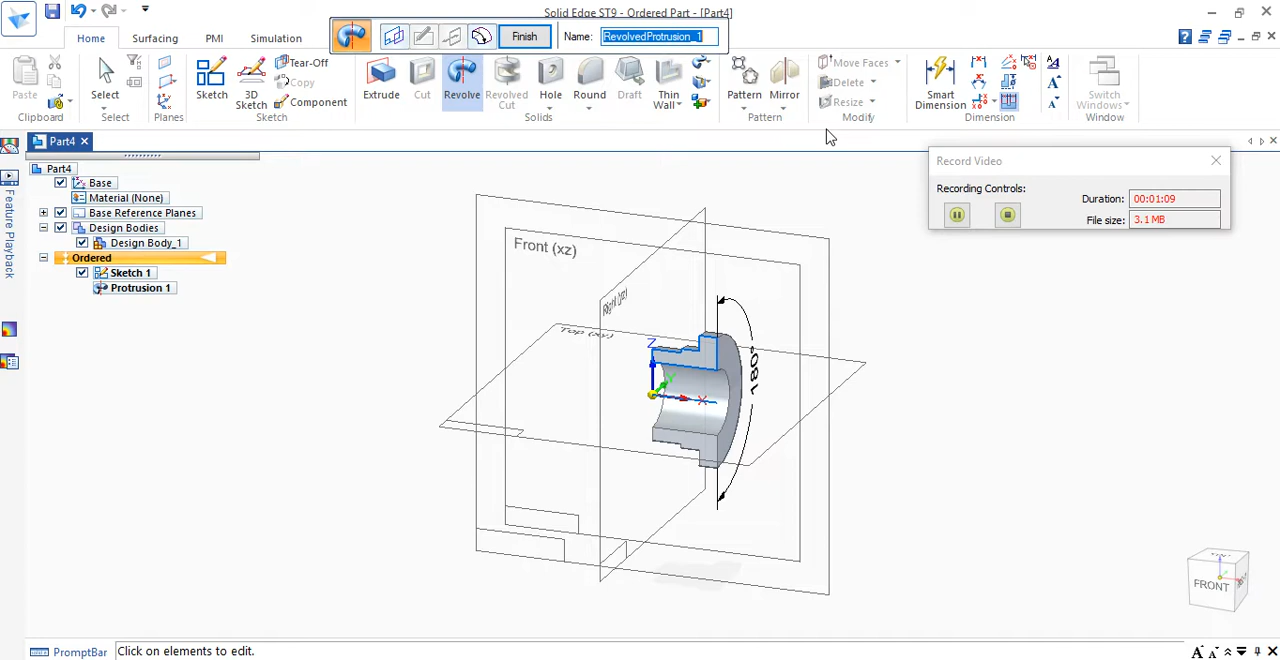 Solid Edge ST9 - Ordered Part - [Part4]
Finish
Name:
RevolvedProtrusion_1
Home
Surfacing
PMI
Simulation
Paste
Clipboard
Select
Select
Planes
Sketch
3D
Sketch
Tear-Off
Copy
Component
Sketch
Extrude
Cut
Revolve
Revolved
Cut
Hole
Round
Draft
Thin
Wall
Solids
Pattern
Mirror
Pattern
Move Faces
Delete
Resize
Modify
Smart
Dimension
Dimension
Switch
Windows
Window
Part4
Feature Playback
Part4
Base
Material (None)
Base Reference Planes
Design Bodies
Design Body_1
Ordered
Sketch 1
Protrusion 1
Record Video
Recording Controls:
Duration:
00:01:09
File size:
3.1 MB
Front (xz)
Right (yz)
Top (xy)
Z
Y
X
180°
FRONT
PromptBar
Click on elements to edit.